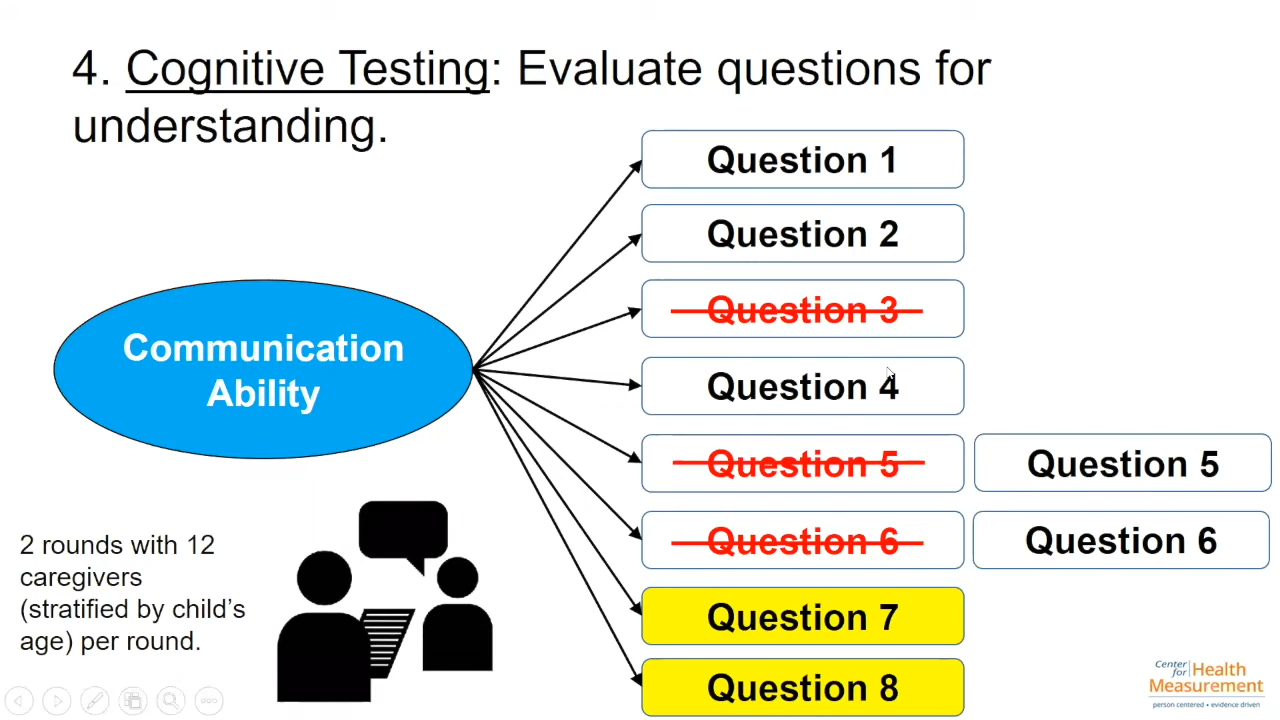 4. Cognitive Testing: Evaluate questions for
understanding.
Communication
Ability
Question 1
Question 2
Question 3
Question 4
Question 5
Question 5
Question 6
Question 6
Question 7
Question 8
2 rounds with 12
caregivers
(stratified by child's
age) per round.
Center
for Health
Measurement
person centered • evidence driven